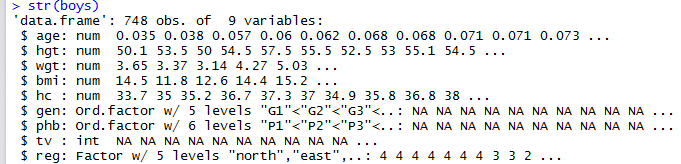 > str(boys)
'data.frame': 748 obs. of 9 variables:
$ age: num 0.035 0.038 0.057 0.06 0.062 0.068 0.068 0.071 0.071 0.073 ...
$ hgt: num 50.1 53.5 50 54.5 57.5 55.5 52.5 53 55.1 54.5 ...
$ wgt: num 3.65 3.37 3.14 4.27 5.03 ...
$ bmi: num 14.5 11.8 12.6 14.4 15.2 ...
$ hc : num 33.7 35 35.2 36.7 37.3 37 34.9 35.8 36.8 38 ...
$ gen: Ord.factor w/ 5 levels "G1"<"G2"<"G3"<..: NA NA NA NA NA NA NA NA NA NA ...
$ phb: Ord.factor w/ 6 levels "P1"<"P2"<"P3"<..: NA NA NA NA NA NA NA NA NA NA ...
$ tv : int NA NA NA NA NA NA NA NA NA NA ...
$ reg: Factor w/ 5 levels "north","east",..: 4 4 4 4 4 4 4 3 3 2 ...